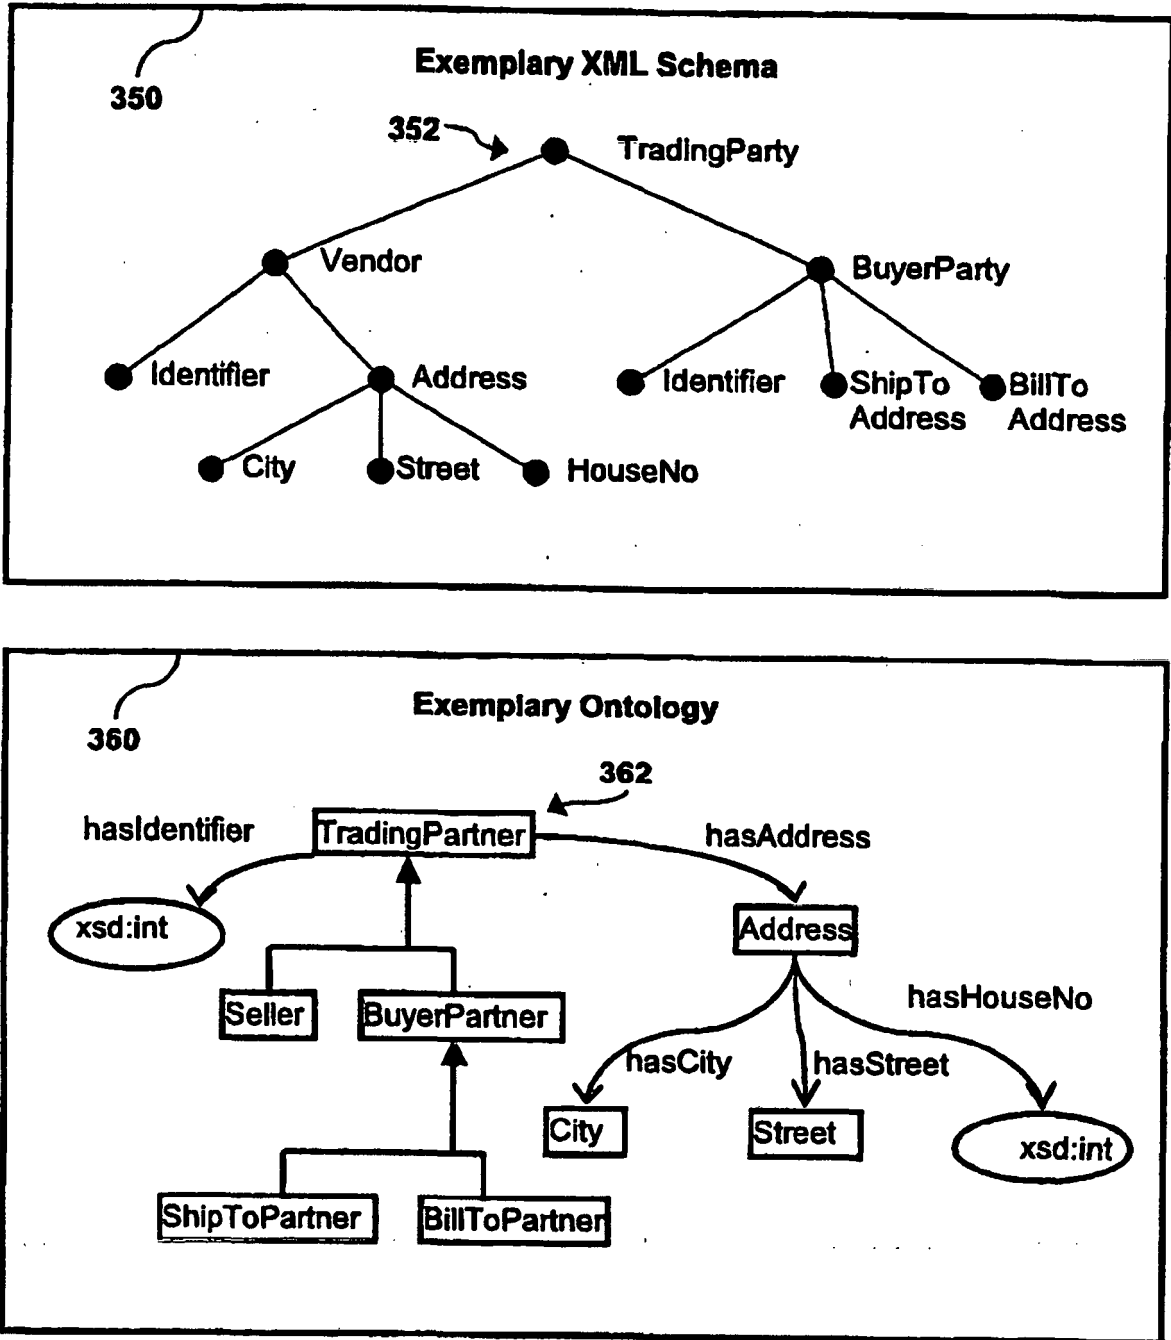 Exemplary XML Schema
350
352
TradingParty
Vendor
BuyerParty
Identifier
Address
Identifier
ShipTo
Address
BillTo
Address
City
Street
HouseNo
Exemplary Ontology
360
362
hasIdentifier
TradingPartner
hasAddress
xsd:int
Address
Seller
BuyerPartner
hasHouseNo
hasCity
hasStreet
City
Street
xsd:int
ShipToPartner
BillToPartner